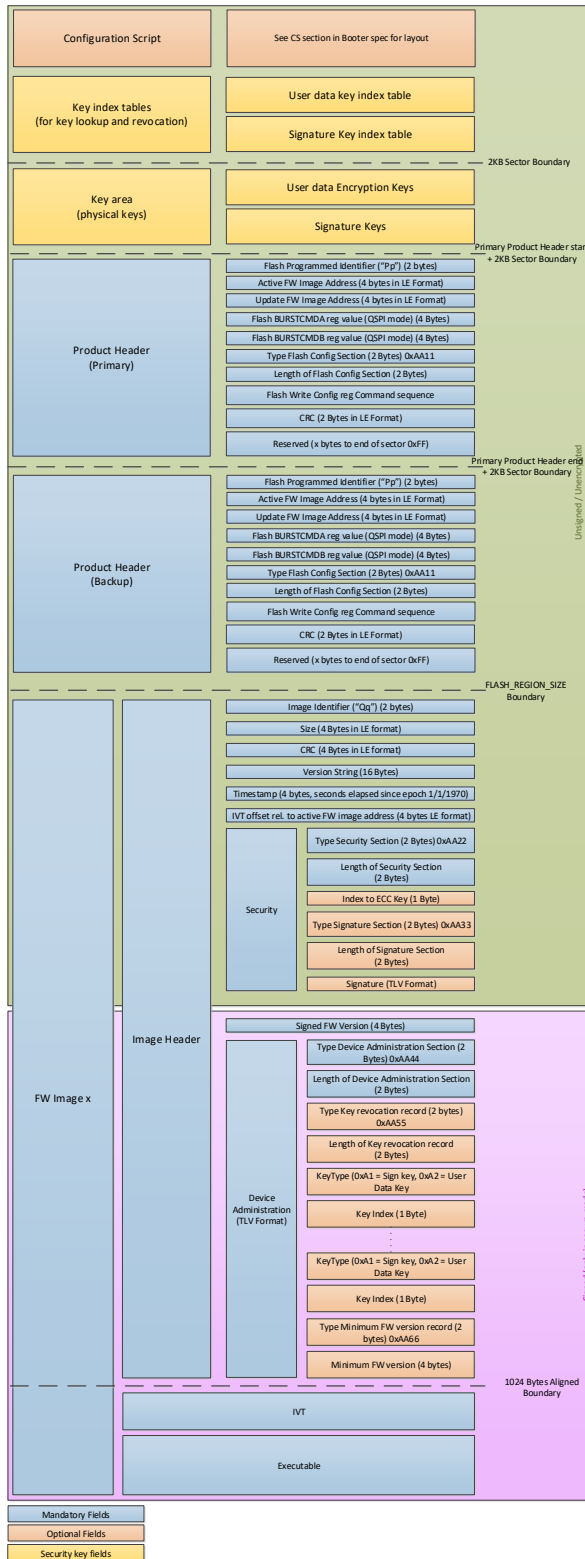 Configuration Script
See CS section in Booter spec for layout
Key index tables
(for key lookup and revocation)
User data key index table
Signature Key index table
2KB Sector Boundary
Key area
(physical keys)
User data Encryption Keys
Signature Keys
Primary Product Header start
+ 2KB Sector Boundary
Product Header
(Primary)
Flash Programmed Identifier ("Pp") (2 bytes)
Active FW Image Address (4 bytes in LE Format)
Update FW Image Address (4 bytes in LE Format)
Flash BURSTCMDA reg value (QSPI mode) (4 Bytes)
Flash BURSTCMDB reg value (QSPI mode) (4 Bytes)
Type Flash Config Section (2 Bytes) 0xAA11
Length of Flash Config Section (2 Bytes)
Flash Write Config reg Command sequence
CRC (2 Bytes in LE Format)
Reserved (x bytes to end of sector 0xFF)
Unsigned / Unencrypted
Primary Product Header end
+ 2KB Sector Boundary
Product Header
(Backup)
Flash Programmed Identifier ("Pp") (2 bytes)
Active FW Image Address (4 bytes in LE Format)
Update FW Image Address (4 bytes in LE Format)
Flash BURSTCMDA reg value (QSPI mode) (4 Bytes)
Flash BURSTCMDB reg value (QSPI mode) (4 Bytes)
Type Flash Config Section (2 Bytes) 0xAA11
Length of Flash Config Section (2 Bytes)
Flash Write Config reg Command sequence
CRC (2 Bytes in LE Format)
Reserved (x bytes to end of sector 0xFF)
FLASH_REGION_SIZE
Boundary
FW Image x
Image Header
Image Identifier ("Qq") (2 bytes)
Size (4 Bytes in LE format)
CRC (4 Bytes in LE format)
Version String (16 Bytes)
Timestamp (4 bytes, seconds elapsed since epoch 1/1/1970)
IVT offset rel. to active FW image address (4 bytes LE format)
Security
Type Security Section (2 Bytes) 0xAA22
Length of Security Section
(2 Bytes)
Index to ECC Key (1 Byte)
Type Signature Section (2 Bytes) 0xAA33
Length of Signature Section
(2 Bytes)
Signature (TLV Format)
Signed FW Version (4 Bytes)
Device
Administration
(TLV Format)
Type Device Administration Section (2
Bytes) 0xAA44
Length of Device Administration Section
(2 Bytes)
Type Key revocation record (2 bytes)
0xAA55
Length of Key revocation record
(2 Bytes)
KeyType (0xA1 = Sign key, 0xA2 = User
Data Key
Key Index (1 Byte)
KeyType (0xA1 = Sign key, 0xA2 = User
Data Key
Key Index (1 Byte)
Type Minimum FW version record (2
bytes) 0xAA66
Minimum FW version (4 bytes)
1024 Bytes Aligned
Boundary
IVT
Executable
Mandatory Fields
Optional Fields
Security key fields